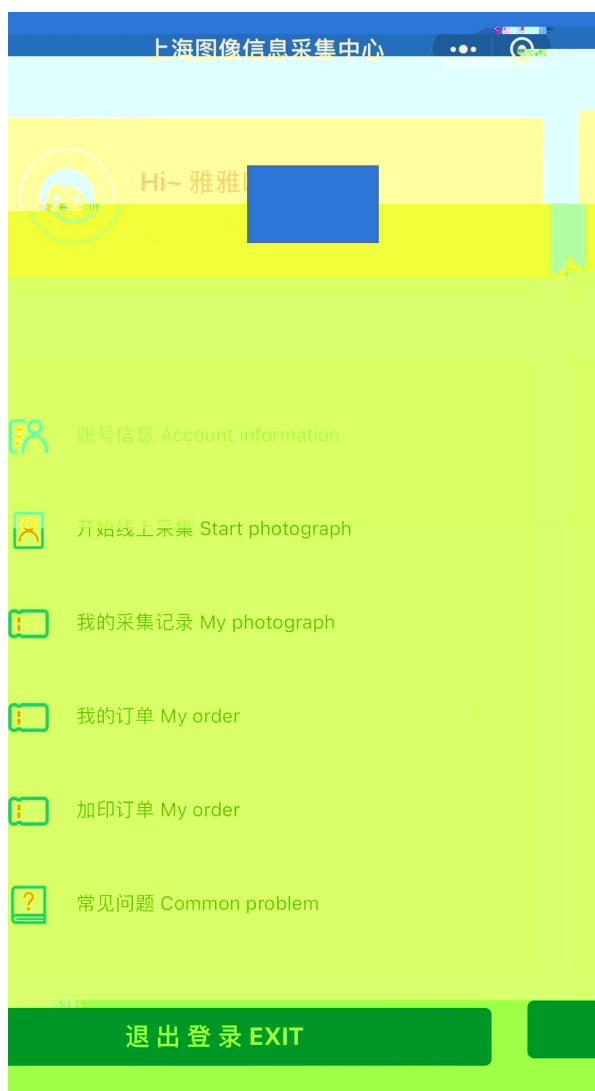 上海图像信息采集中心
Hi~ 雅雅
账号信息 Account information
开始线上采集 Start photograph
我的采集记录 My photograph
我的订单 My order
加印订单 My order
常见问题 Common problem
退出登录 EXIT